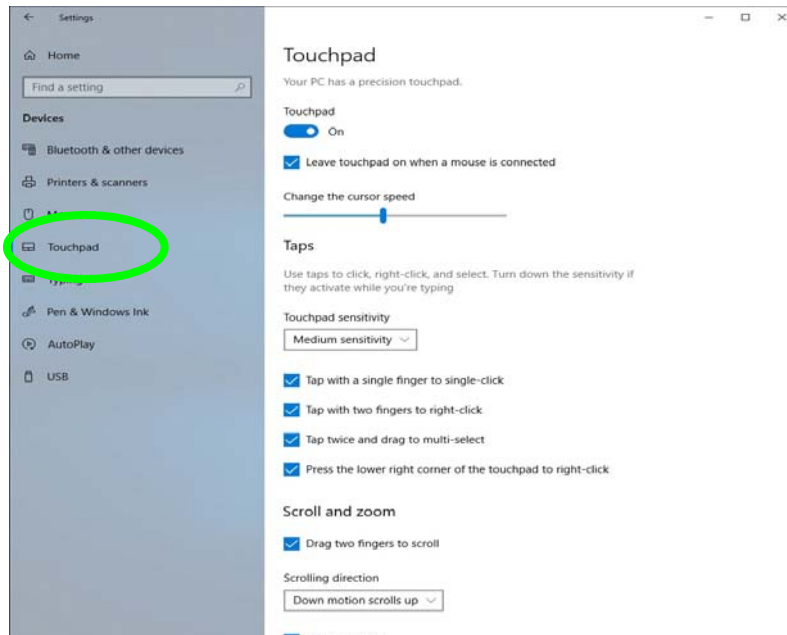 Settings
Home
Find a setting
Devices
Bluetooth & other devices
Printers & scanners
Touchpad
Typing
Pen & Windows Ink
AutoPlay
USB
Touchpad
Your PC has a precision touchpad.
Touchpad
On
Leave touchpad on when a mouse is connected
Change the cursor speed
Taps
Use taps to click, right-click, and select. Turn down the sensitivity if
they activate while you're typing
Touchpad sensitivity
Medium sensitivity
Tap with a single finger to single-click
Tap with two fingers to right-click
Tap twice and drag to multi-select
Press the lower right corner of the touchpad to right-click
Scroll and zoom
Drag two fingers to scroll
Scrolling direction
Down motion scrolls up